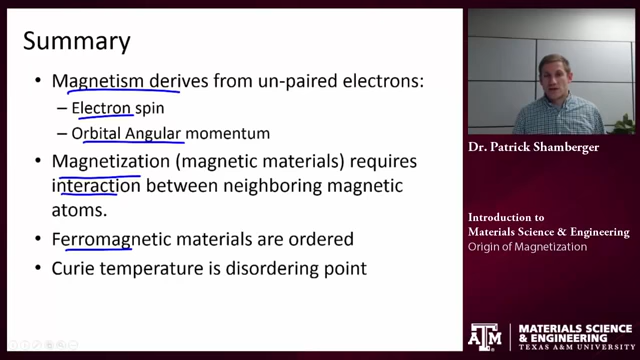 Summary
• Magnetism derives from un-paired electrons:
– Electron spin
– Orbital Angular momentum
• Magnetization (magnetic materials) requires
interaction between neighboring magnetic
atoms.
• Ferromagnetic materials are ordered
• Curie temperature is disordering point
Dr. Patrick Shamberger
Introduction to
Materials Science & Engineering
Origin of Magnetization
ATM
MATERIALS SCIENCE
& ENGINEERING
TEXAS A&M UNIVERSITY